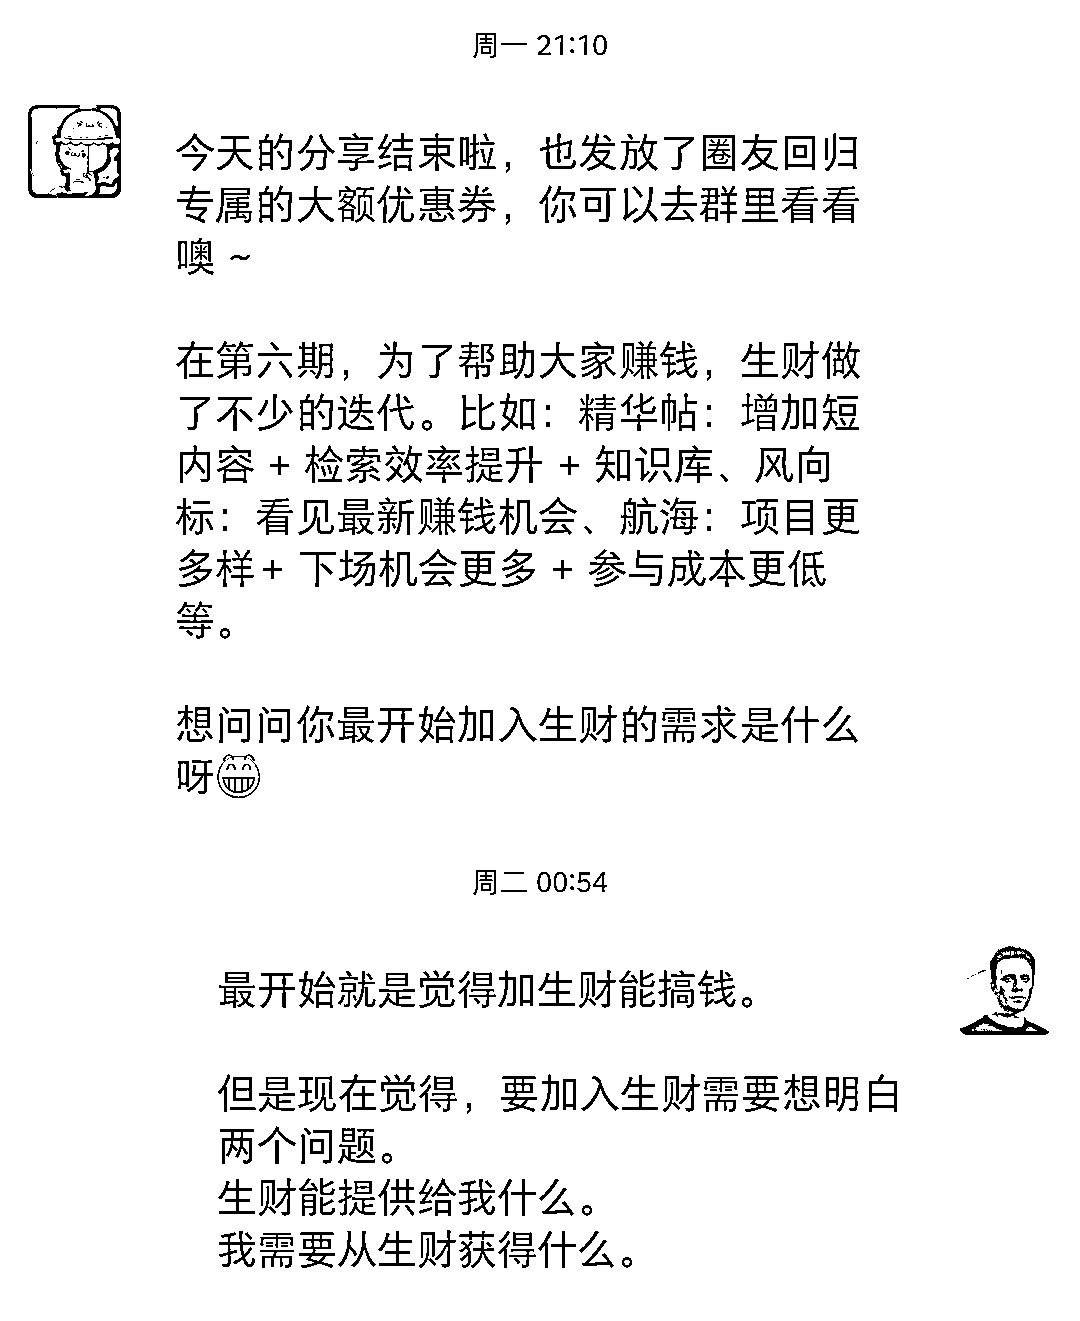 周一 21:10
今天的分享结束啦，也发放了圈友回归
专属的大额优惠券，你可以去群里看看
噢 ~
在第六期，为了帮助大家赚钱，生财做
了不少的迭代。比如：精华帖：增加短
内容 + 检索效率提升 + 知识库、风向
标：看见最新赚钱机会、航海：项目更
多样+ 下场机会更多 + 参与成本更低
等。
想问问你最开始加入生财的需求是什么
呀😁
周二 00:54
最开始就是觉得加生财能搞钱。
但是现在觉得，要加入生财需要想明白
两个问题。
生财能提供给我什么。
我需要从生财获得什么。